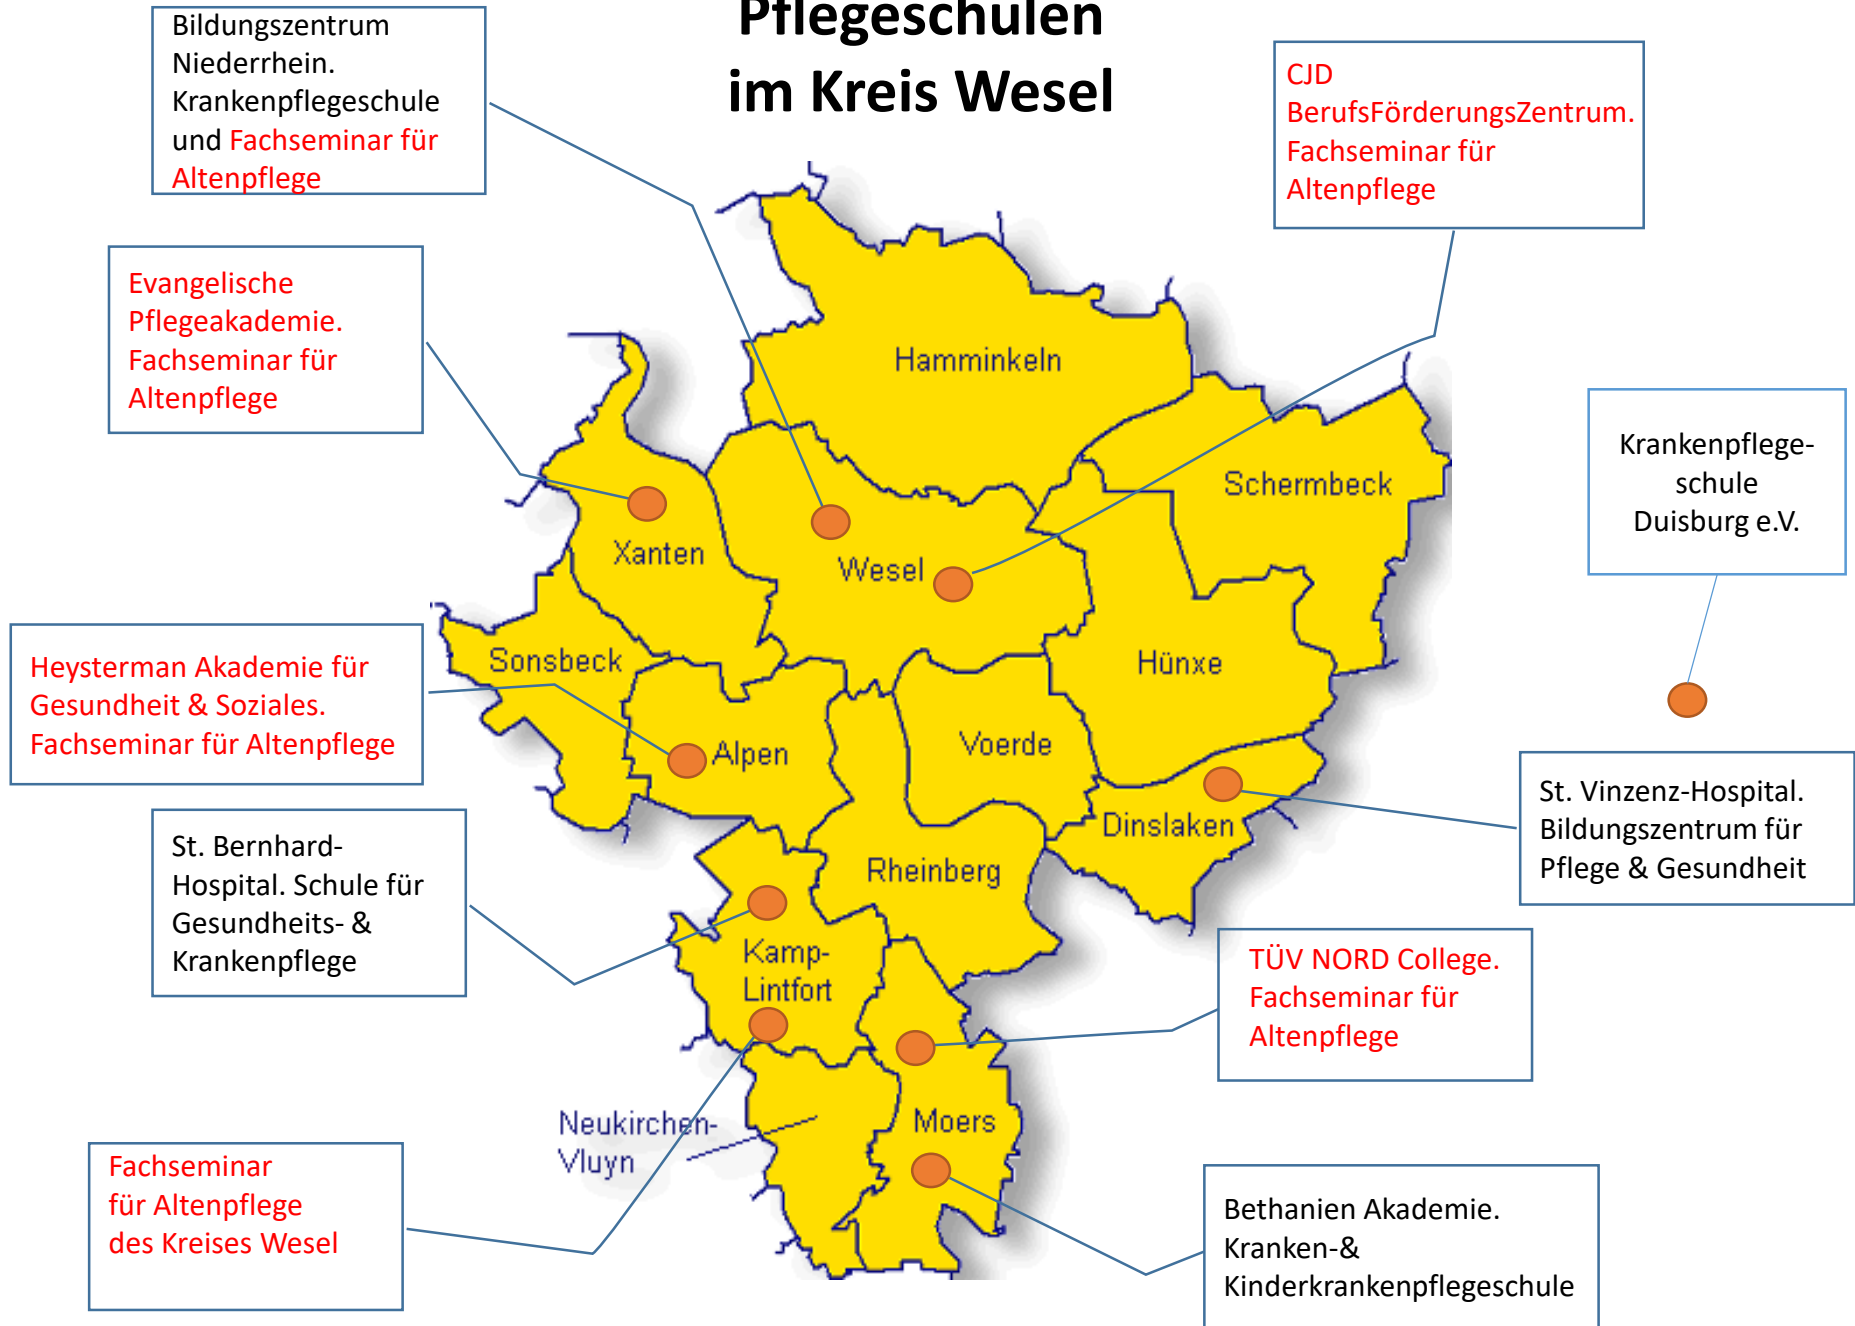 Pflegeschulen
im Kreis Wesel
Bildungszentrum
Niederrhein.
Krankenpflegeschule
und Fachseminar für
Altenpflege
CJD
BerufsFörderungsZentrum.
Fachseminar für
Altenpflege
Evangelische
Pflegeakademie.
Fachseminar für
Altenpflege
Hamminkeln
Schermbeck
Krankenpflege-
schule
Duisburg e.V.
Xanten
Wesel
Heysterman Akademie für
Gesundheit & Soziales.
Fachseminar für Altenpflege
Sonsbeck
Hünxe
Alpen
Voerde
Dinslaken
St. Vinzenz-Hospital.
Bildungszentrum für
Pflege & Gesundheit
St. Bernhard-
Hospital. Schule für
Gesundheits- &
Krankenpflege
Rheinberg
Kamp-
Lintfort
TÜV NORD College.
Fachseminar für
Altenpflege
Neukirchen-
Vluyn
Moers
Fachseminar
für Altenpflege
des Kreises Wesel
Bethanien Akademie.
Kranken-&
Kinderkrankenpflegeschule